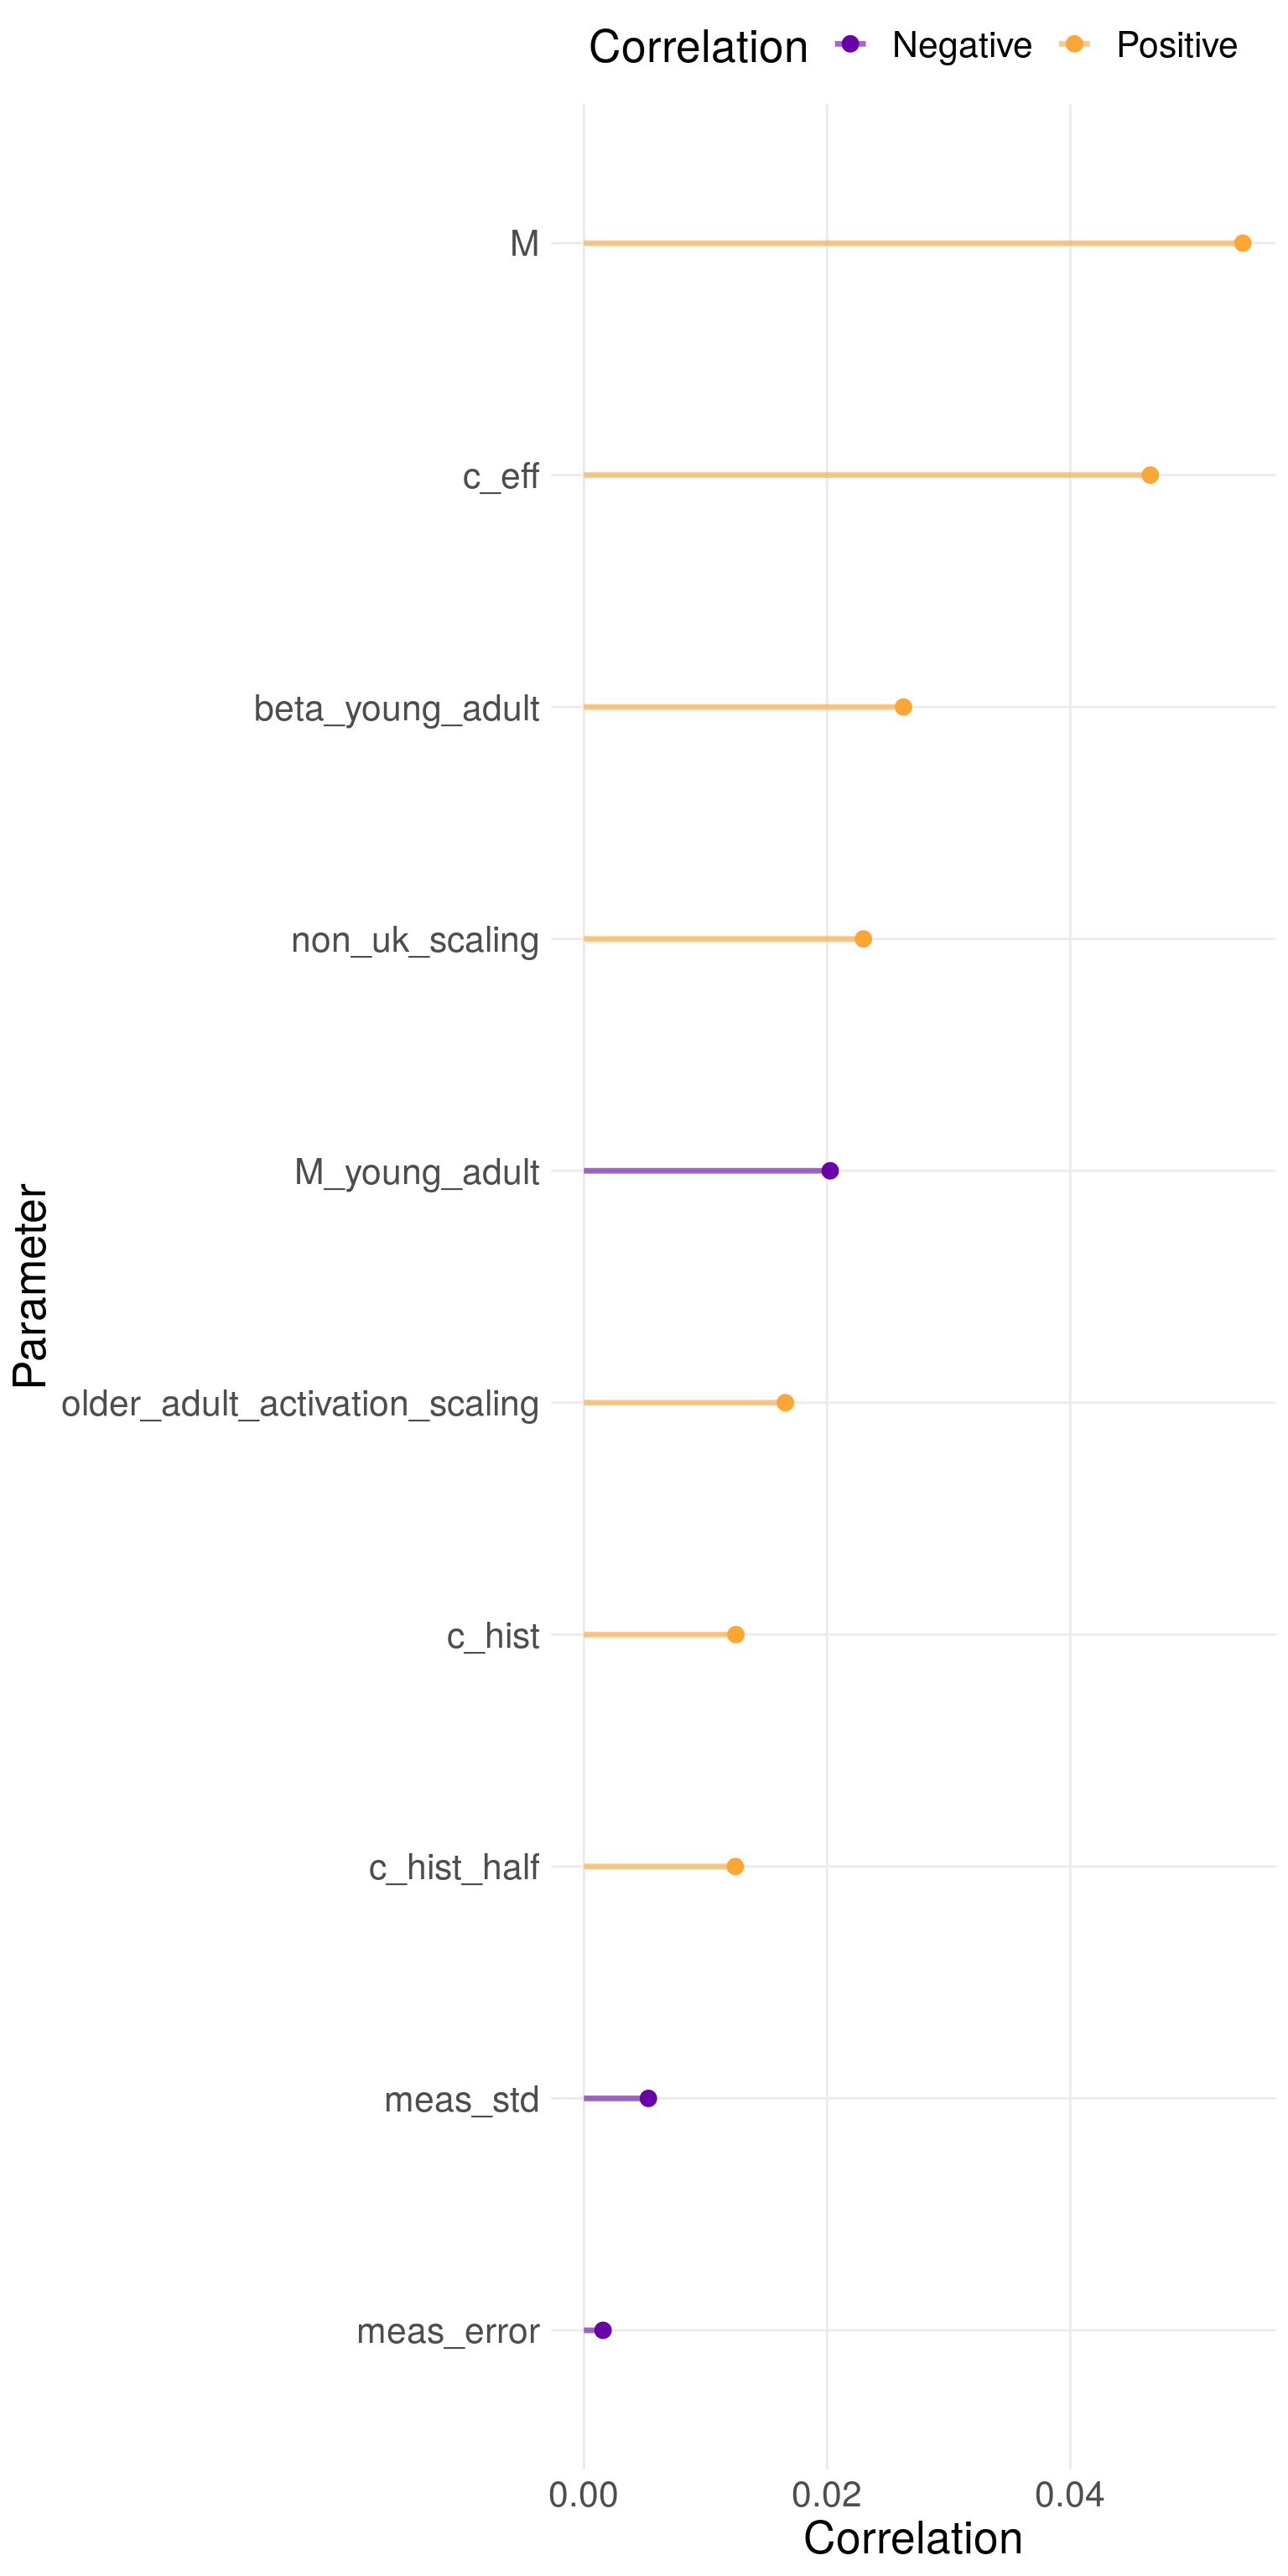 Correlation Negative Positive
M
c_eff
beta_young_adult
non_uk_scaling
M_young_adult
Parameter
older_adult_activation_scaling
c_hist
c_hist_half
meas_std
meas_error
0.00 0.02 0.04
Correlation